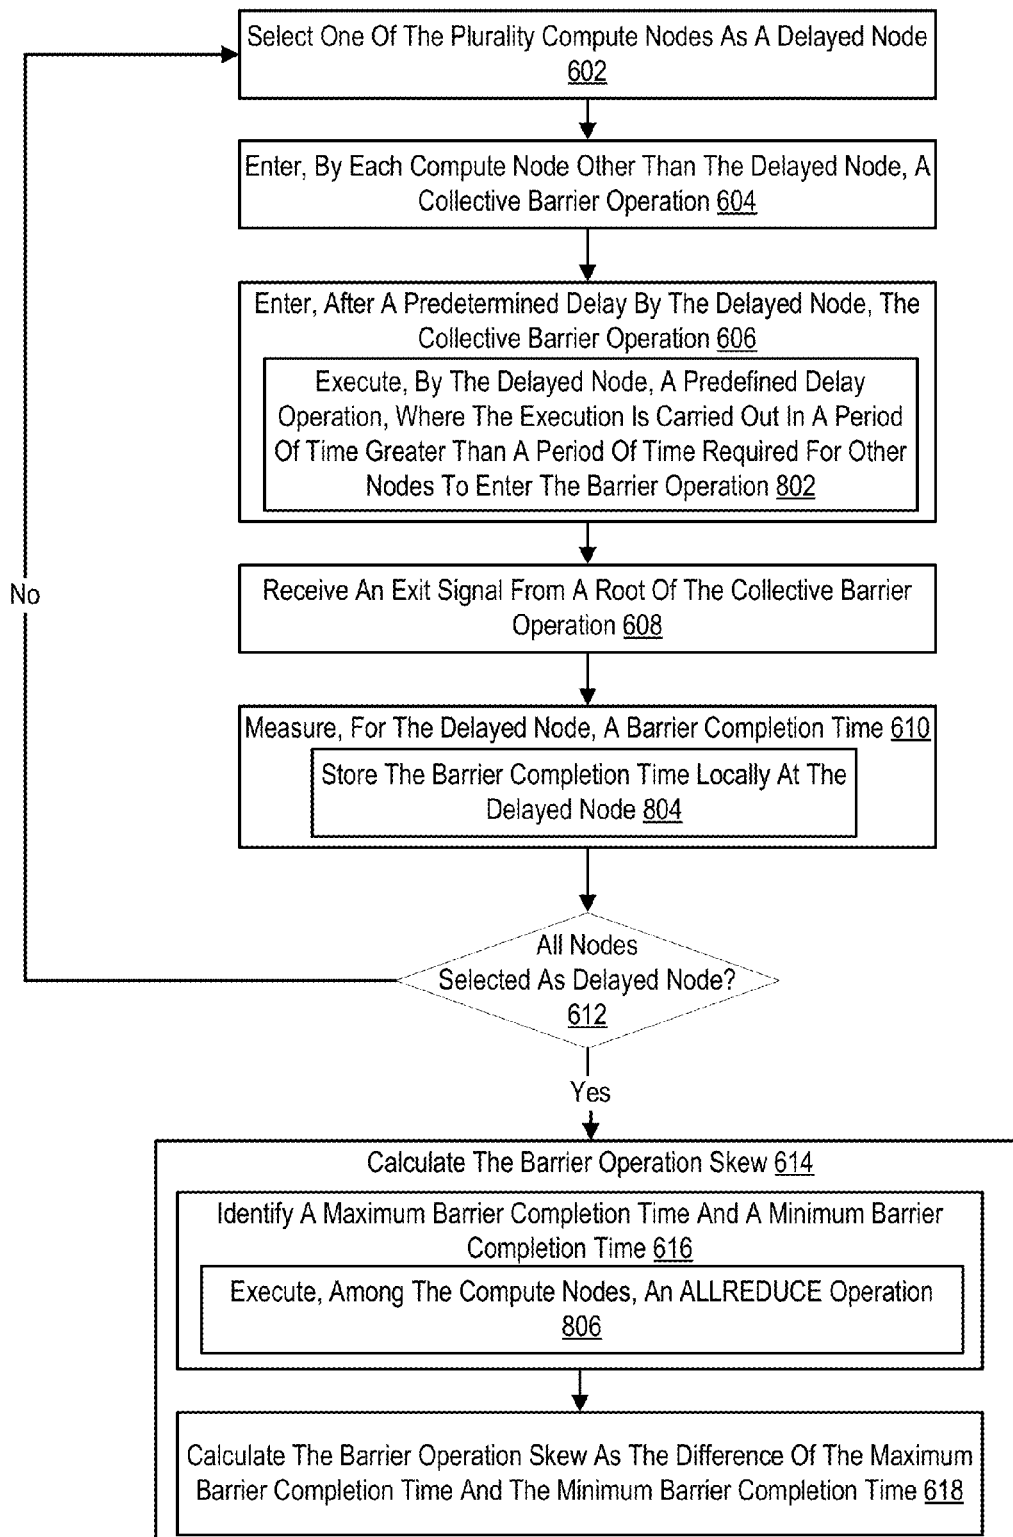 Select One Of The Plurality Compute Nodes As A Delayed Node
602
Enter, By Each Compute Node Other Than The Delayed Node, A
Collective Barrier Operation 604
Enter, After A Predetermined Delay By The Delayed Node, The
Collective Barrier Operation 606
Execute, By The Delayed Node, A Predefined Delay
Operation, Where The Execution Is Carried Out In A Period
Of Time Greater Than A Period Of Time Required For Other
Nodes To Enter The Barrier Operation 802
No
Receive An Exit Signal From A Root Of The Collective Barrier
Operation 608
Measure, For The Delayed Node, A Barrier Completion Time 610
Store The Barrier Completion Time Locally At The
Delayed Node 804
All Nodes
Selected As Delayed Node?
612
Yes
Calculate The Barrier Operation Skew 614
Identify A Maximum Barrier Completion Time And A Minimum Barrier
Completion Time 616
Execute, Among The Compute Nodes, An ALLREDUCE Operation
806
Calculate The Barrier Operation Skew As The Difference Of The Maximum
Barrier Completion Time And The Minimum Barrier Completion Time 618